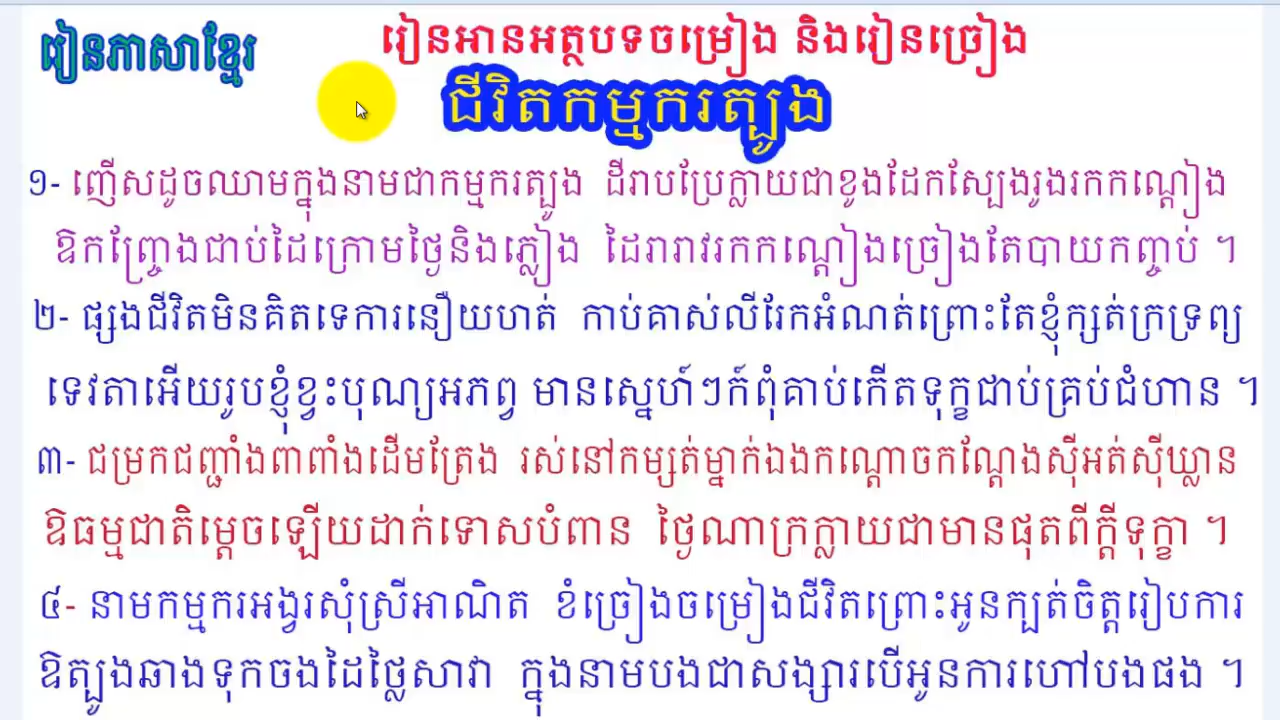 រៀនភាសាខ្មែរ
រៀនអានអត្ថបទចម្រៀង និងរៀនច្រៀង
ជីវិតកម្មករត្បូង
១- ញើសដូចឈាមក្នុងនាមជាកម្មករត្បូង ដីរាបប្រែក្លាយជាខូងដែកស្បែងរូងរកកណ្តៀង
ឱកញ្ច្រែងជាប់ដៃក្រោមថ្ងៃនិងភ្លៀង ដៃរារាវរកកណ្តៀងច្រៀងតែបាយកញ្ចប់ ។
២- ផ្សងជីវិតមិនគិតទេការនឿយហត់ កាប់គាស់លីរែកអំណត់ព្រោះតែខ្ញុំក្សត់ក្រទ្រព្យ
ទេវតាអើយរូបខ្ញុំខ្វះបុណ្យអភព្វ មានស្នេហ៍ៗក៍ពុំគាប់កើតទុក្ខជាប់គ្រប់ជំហាន ។
៣- ជម្រកជញ្ជាំងពាពាំងដើមត្រែង រស់នៅកម្សត់ម្នាក់ឯងកណ្តោចកណ្តែងស៊ីអត់ស៊ីឃ្លាន
ឱធម្មជាតិម្តេចឡើយដាក់ទោសបំពាន ថ្ងៃណាក្រក្លាយជាមានផុតពីក្តីទុក្ខា ។
៤- នាមកម្មករអង្វរសុំស្រីអាណិត ខំច្រៀងចម្រៀងជីវិតព្រោះអូនក្បត់ចិត្តរៀបការ
ឱត្បូងឆាងទុកចងដៃថ្លៃសាវា ក្នុងនាមបងជាសង្សារបើអូនការហៅបងផង ។